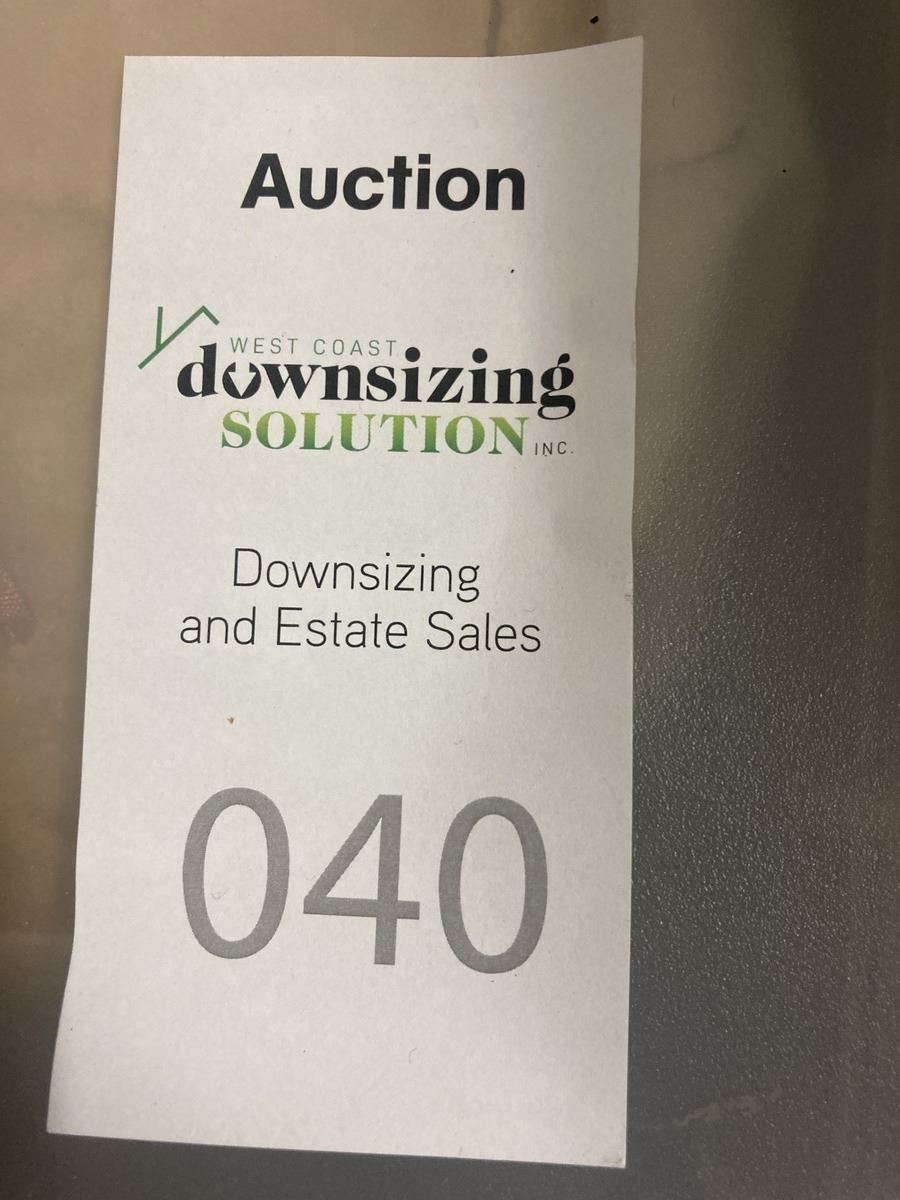 Auction
WEST COAST
downsizing
SOLUTION INC.
Downsizing
and Estate Sales
040